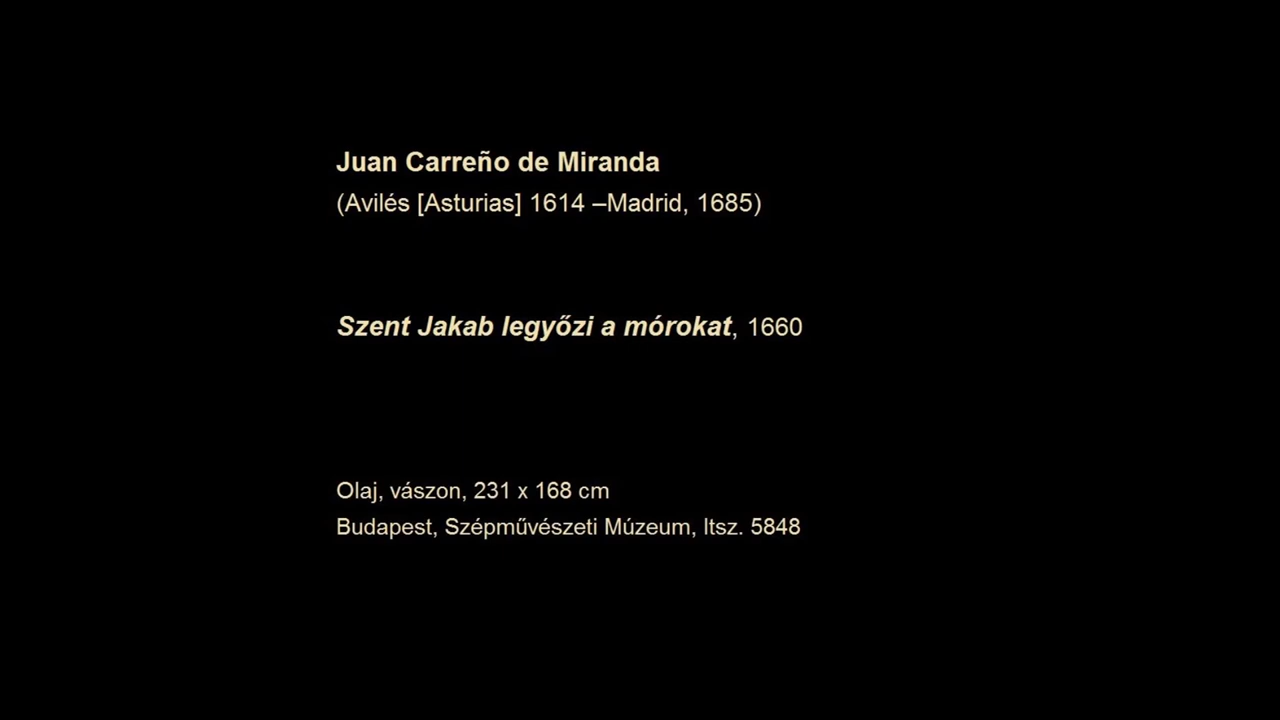 Juan Carreño de Miranda
(Avilés [Asturias] 1614 –Madrid, 1685)
Szent Jakab legyőzi a mórokat, 1660
Olaj, vászon, 231 x 168 cm
Budapest, Szépművészeti Múzeum, ltsz. 5848